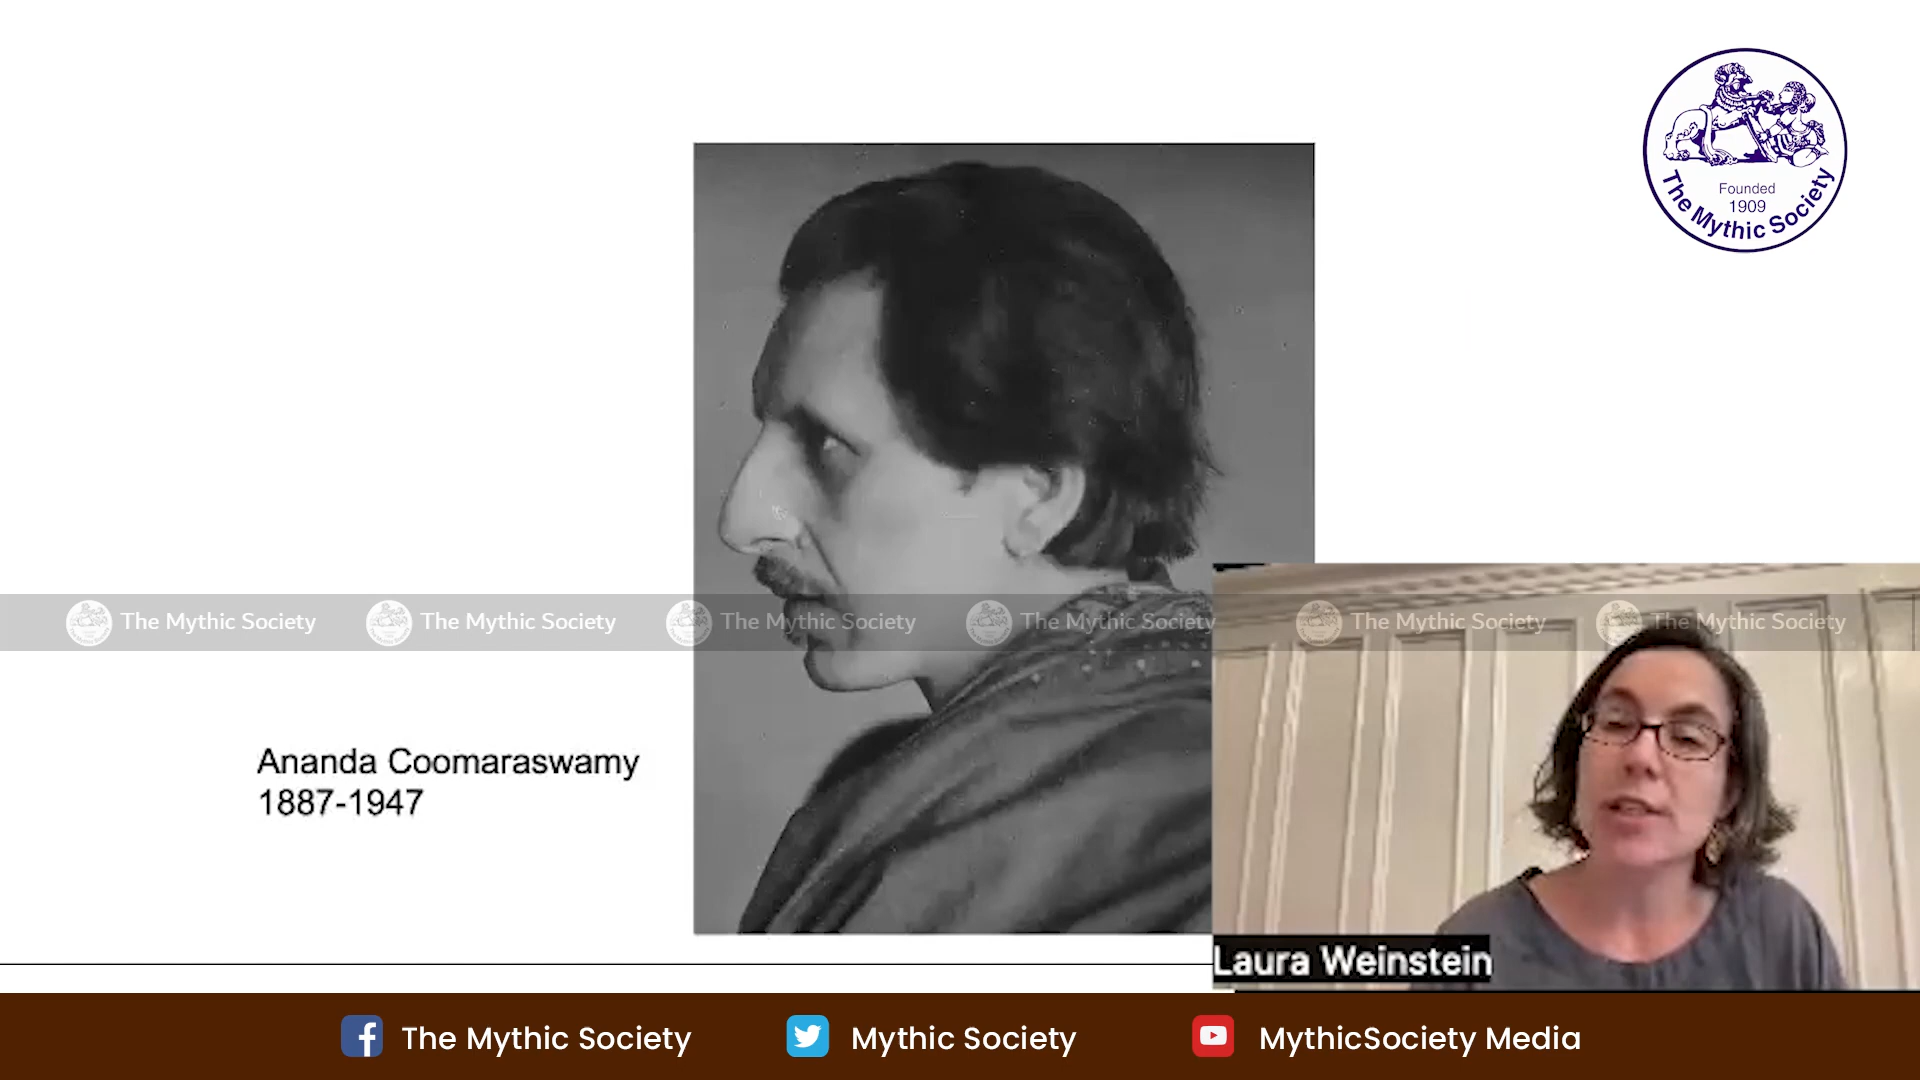 Founded
1909
The Mythic Society
The Mythic Society The Mythic Society The Mythic Society The Mythic Society The Mythic Society The Mythic Society
Ananda Coomaraswamy
1887-1947
Laura Weinstein
The Mythic Society Mythic Society MythicSociety Media